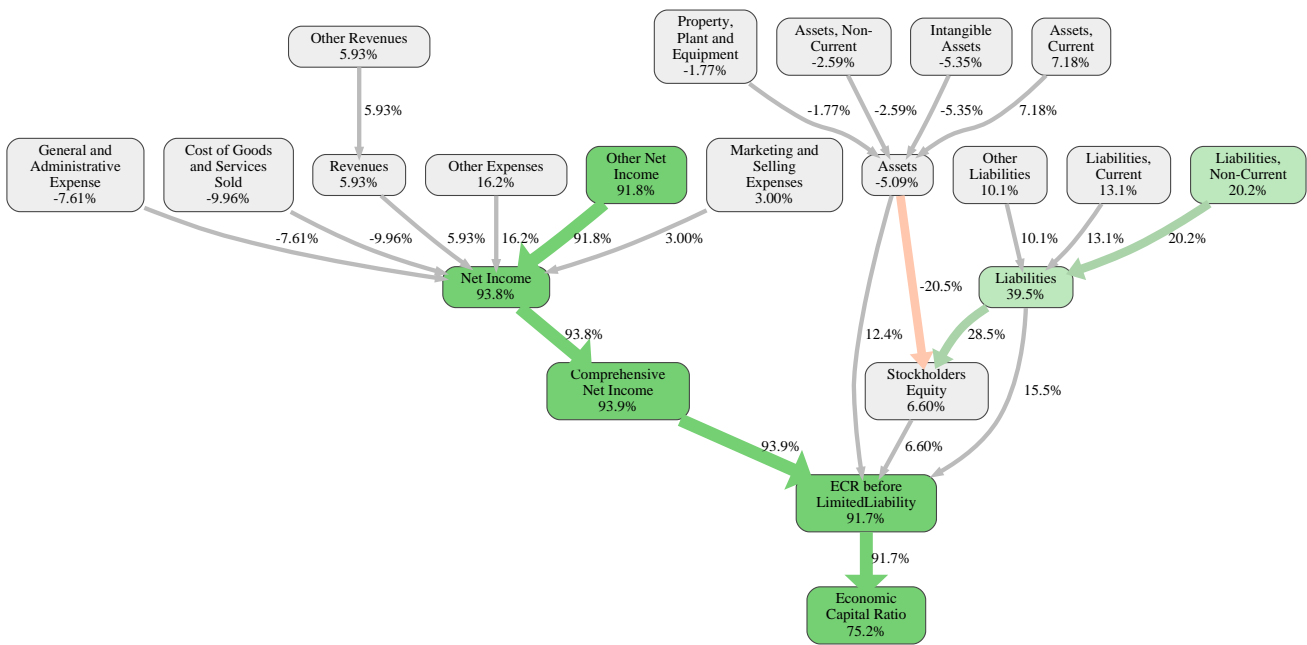 Other Revenues
5.93%
Property,
Plant and
Equipment
-1.77%
Assets, Non-
Current
-2.59%
Intangible
Assets
-5.35%
Assets,
Current
7.18%
5.93%
-1.77%
-2.59%
-5.35%
7.18%
General and
Administrative
Expense
-7.61%
Cost of Goods
and Services
Sold
-9.96%
Revenues
5.93%
Other Expenses
16.2%
Other Net
Income
91.8%
Marketing and
Selling
Expenses
3.00%
Assets
-5.09%
Other
Liabilities
10.1%
Liabilities,
Current
13.1%
Liabilities,
Non-Current
20.2%
-7.61%
-9.96%
5.93%
16.2%
91.8%
3.00%
10.1%
13.1%
20.2%
Net Income
93.8%
-20.5%
Liabilities
39.5%
93.8%
12.4%
28.5%
15.5%
Comprehensive
Net Income
93.9%
Stockholders
Equity
6.60%
93.9%
6.60%
ECR before
LimitedLiability
91.7%
91.7%
Economic
Capital Ratio
75.2%